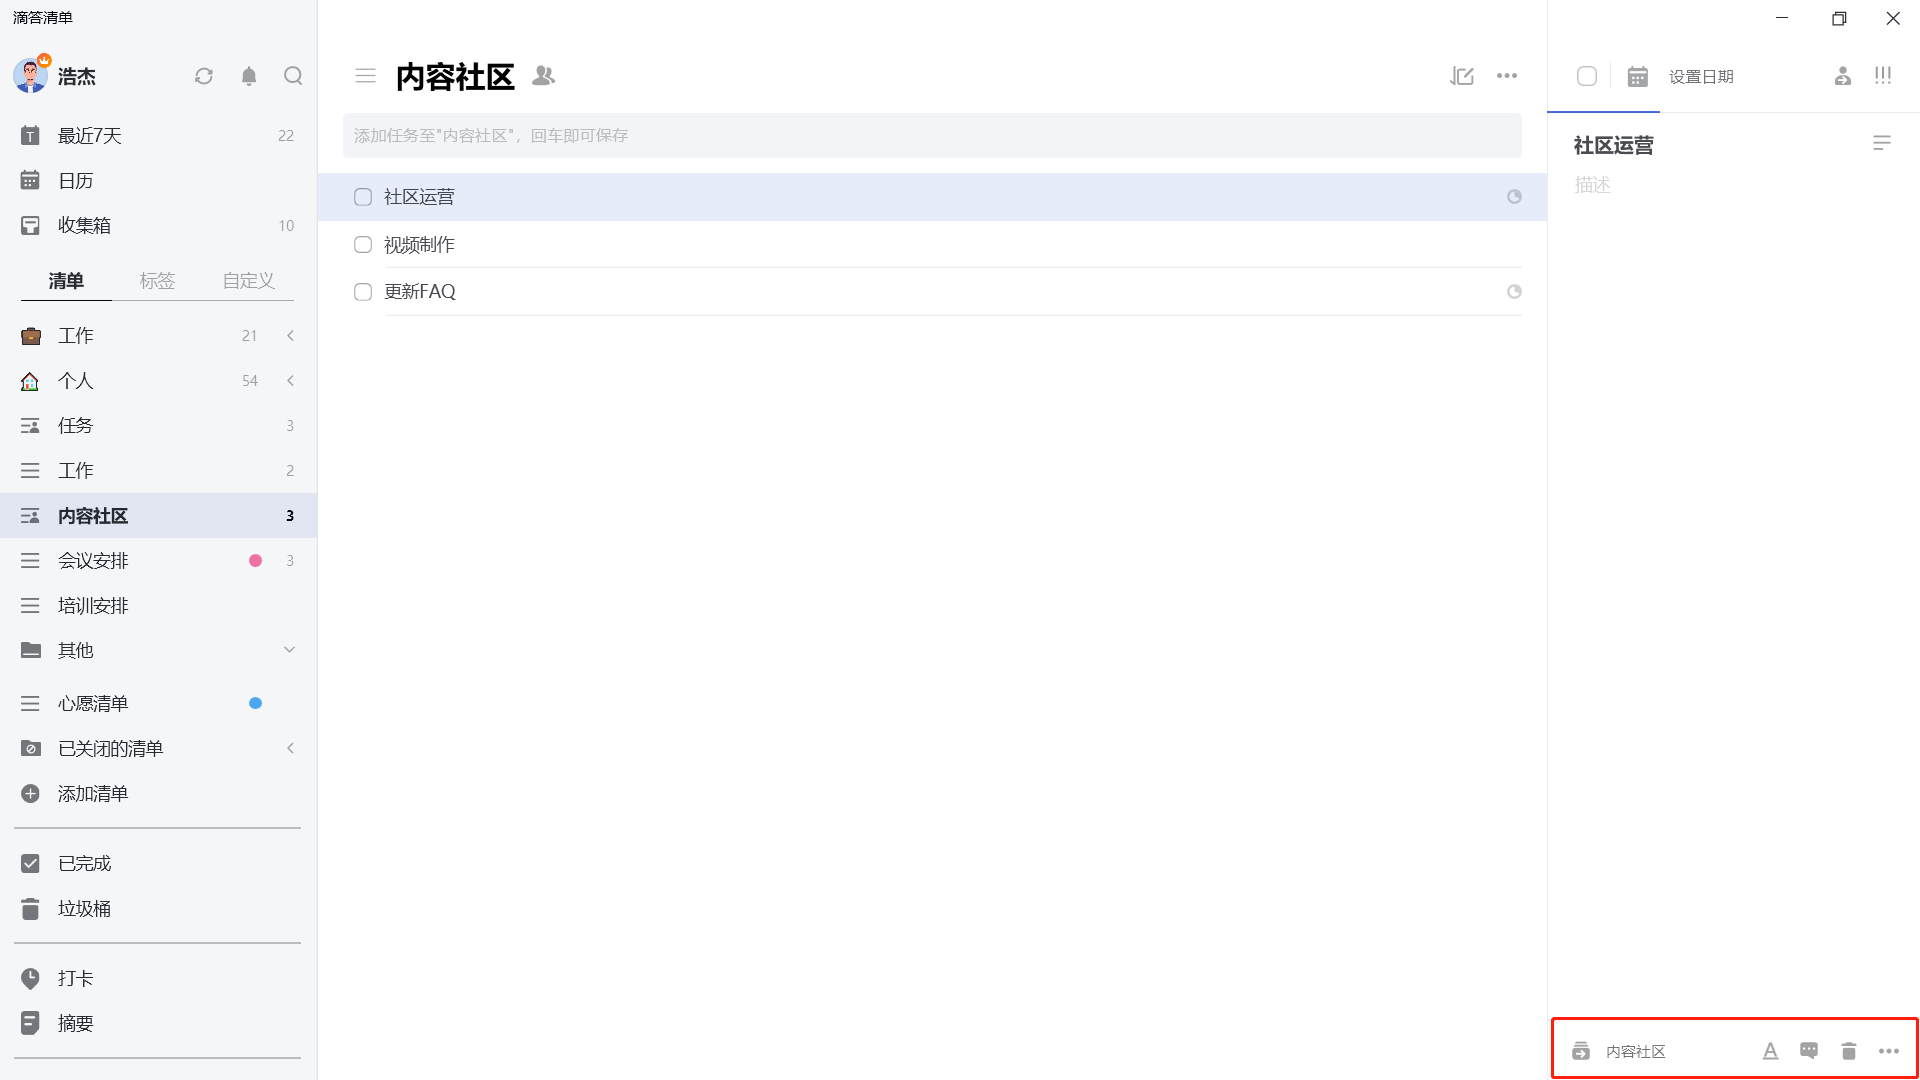 滴答清单
浩杰
最近7天 22
日历
收集箱 10
清单 标签 自定义
工作 21
个人 54
任务 3
工作 2
内容社区 3
会议安排 3
培训安排
其他
心愿清单
已关闭的清单
添加清单
已完成
垃圾桶
打卡
摘要
内容社区
添加任务至"内容社区"，回车即可保存
社区运营
视频制作
更新FAQ
设置日期
社区运营
描述
内容社区